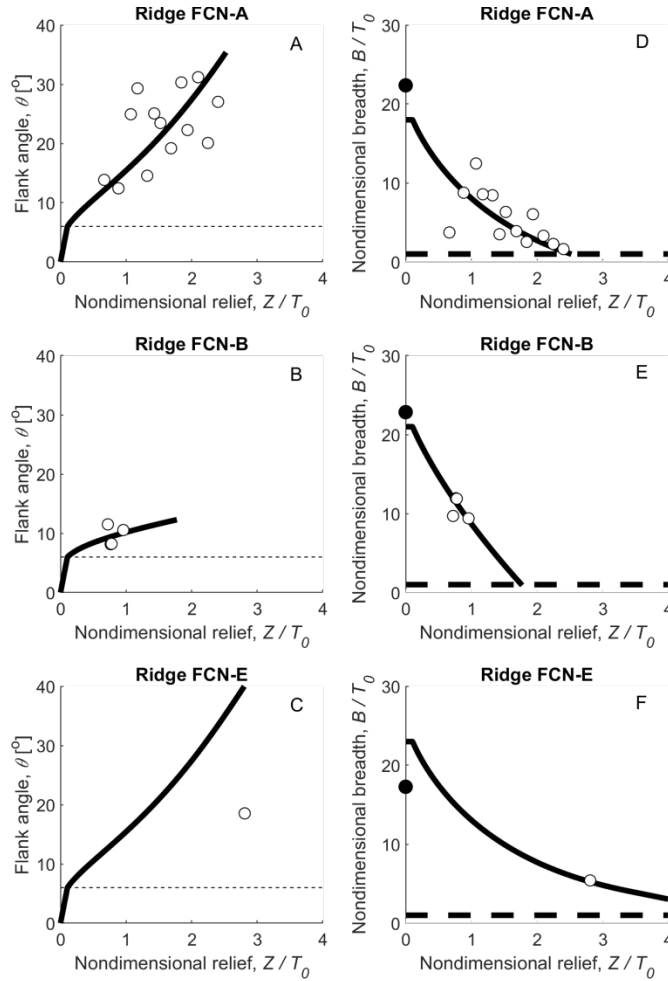 Ridge FCN-A
A
Flank angle, θ [°]
40
30
20
10
0
0 1 2 3 4
Nondimensional relief, Z / T₀
Ridge FCN-A
D
Nondimensional breadth, B / T₀
30
20
10
0
0 1 2 3 4
Nondimensional relief, Z / T₀
Ridge FCN-B
B
Flank angle, θ [°]
40
30
20
10
0
0 1 2 3 4
Nondimensional relief, Z / T₀
Ridge FCN-B
E
Nondimensional breadth, B / T₀
30
20
10
0
0 1 2 3 4
Nondimensional relief, Z / T₀
Ridge FCN-E
C
Flank angle, θ [°]
40
30
20
10
0
0 1 2 3 4
Nondimensional relief, Z / T₀
Ridge FCN-E
F
Nondimensional breadth, B / T₀
30
20
10
0
0 1 2 3 4
Nondimensional relief, Z / T₀